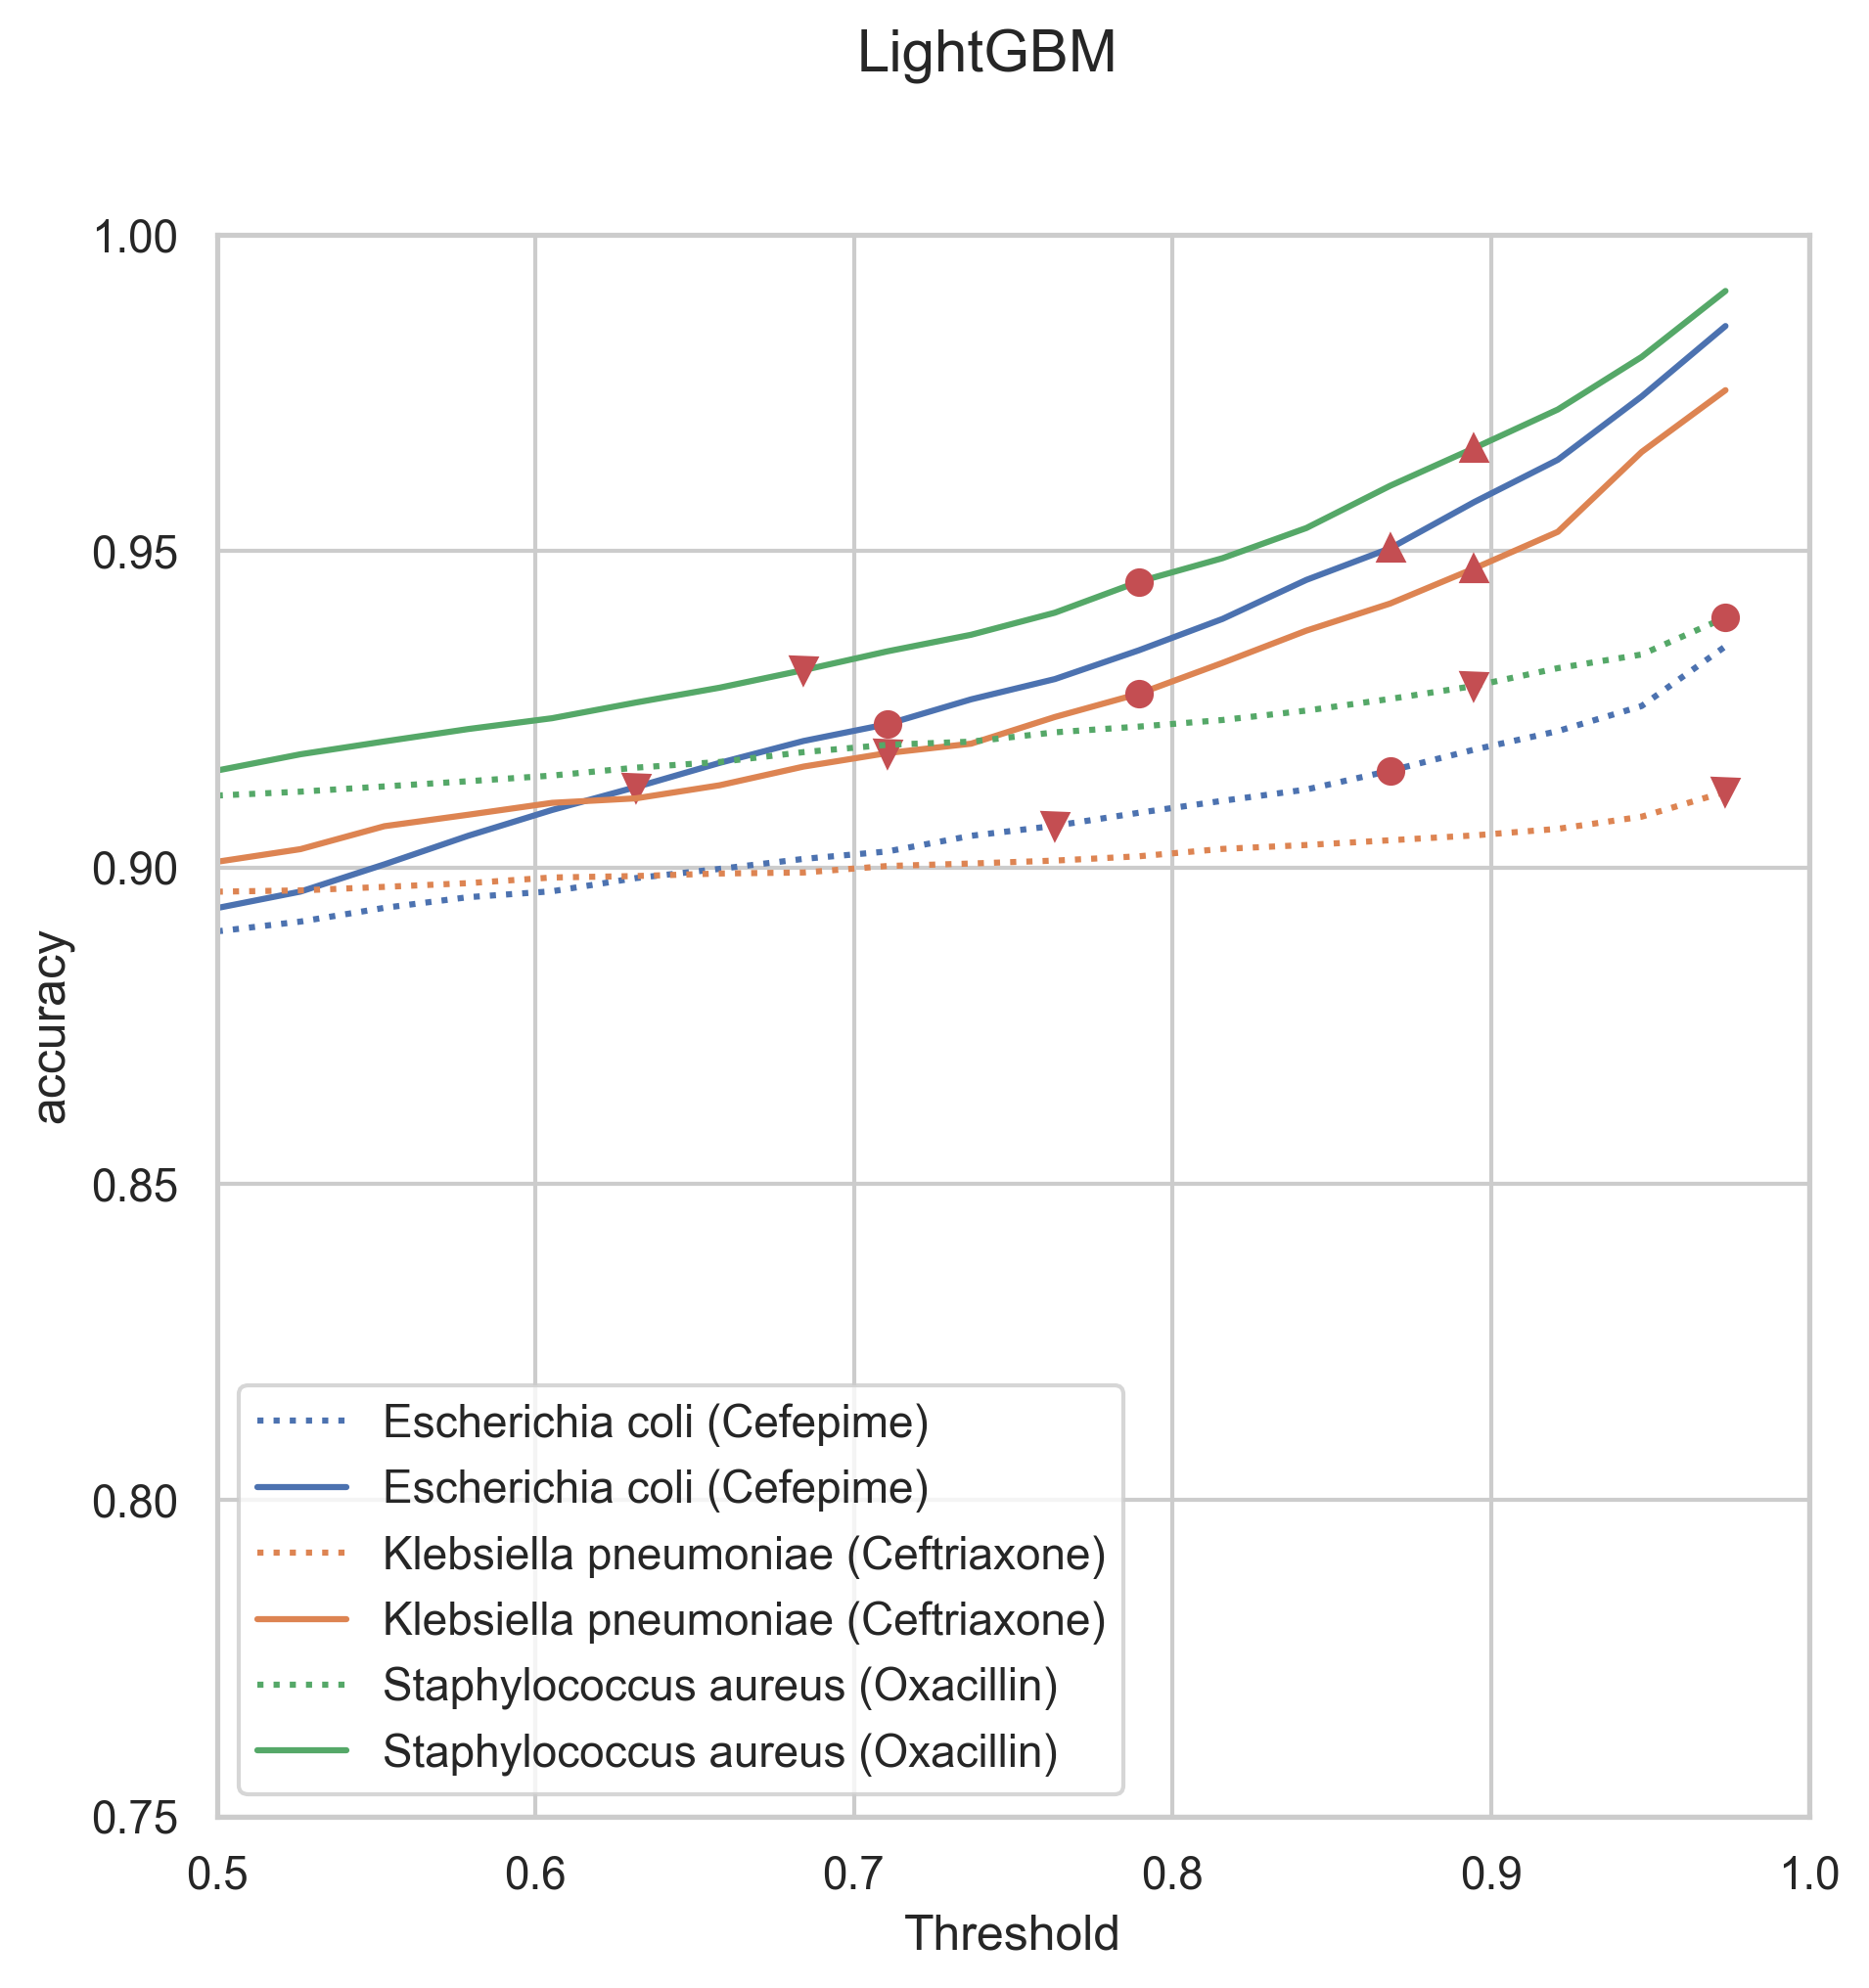 LightGBM
1.00
0.95
0.90
0.85
0.80
0.75
accuracy
Escherichia coli (Cefepime)
Escherichia coli (Cefepime)
Klebsiella pneumoniae (Ceftriaxone)
Klebsiella pneumoniae (Ceftriaxone)
Staphylococcus aureus (Oxacillin)
Staphylococcus aureus (Oxacillin)
0.5 0.6 0.7 0.8 0.9 1.0
Threshold